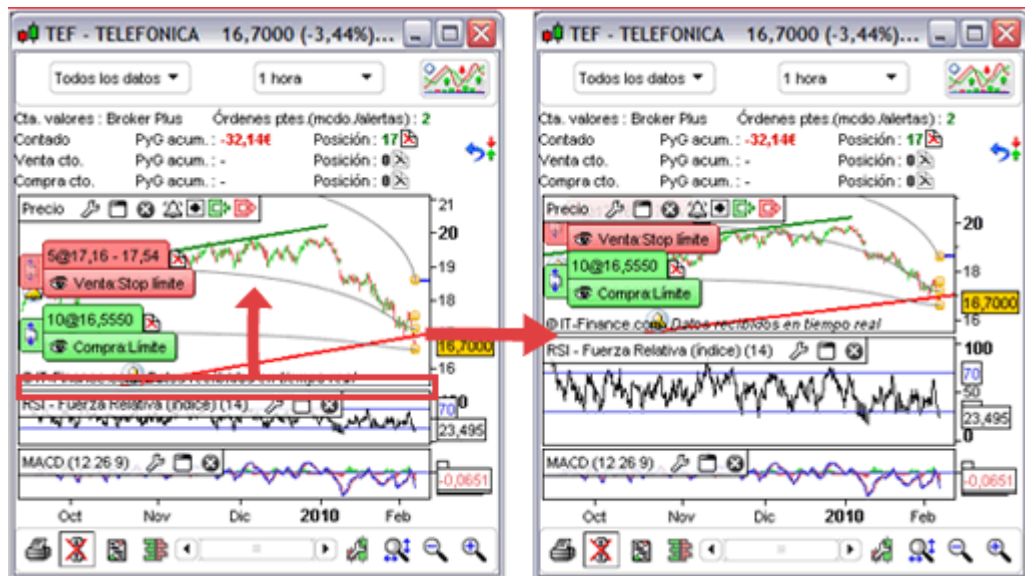 TEF - TELEFONICA 16,7000 (-3,44%)...
Todos los datos 1 hora
Cta. valores : Broker Plus Órdenes ptes.(mcdo./alertas) : 2
Contado PyG acum. : -32,14€ Posición : 17
Venta cto. PyG acum. : - Posición : 0
Compra cto. PyG acum. : - Posición : 0
Precio
21
20
5@17,16 - 17,54
19
Venta:Stop límite
18
10@16,5550
Compra:Límite
16,7000
16
RSI - Fuerza Relativa (índice) (14)
70
23,495
MACD (12 26 9)
-0,0651
Oct Nov Dic 2010 Feb
TEF - TELEFONICA 16,7000 (-3,44%)...
Todos los datos 1 hora
Cta. valores : Broker Plus Órdenes ptes.(mcdo./alertas) : 2
Contado PyG acum. : -32,14€ Posición : 17
Venta cto. PyG acum. : - Posición : 0
Compra cto. PyG acum. : - Posición : 0
Precio
20
Venta:Stop límite
10@16,5550
18
Compra:Límite
16,7000
16
©IT-Finance.com Datos recibidos en tiempo real
RSI - Fuerza Relativa (índice) (14)
100
70
50
23,495
0
MACD (12 26 9)
-0,0651
Oct Nov Dic 2010 Feb